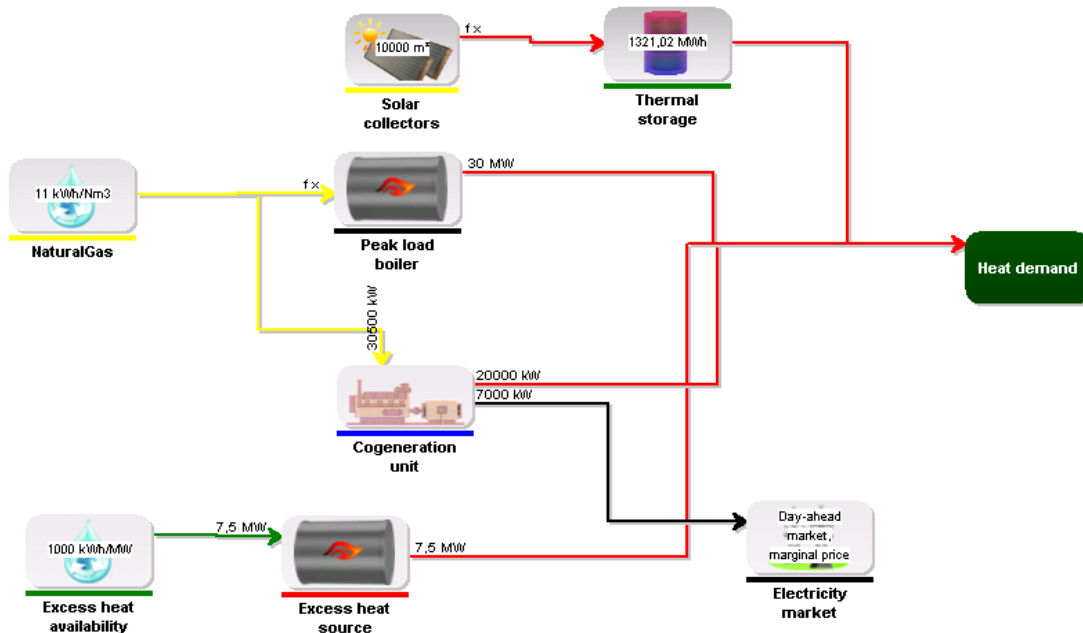 10000 m²
f x
1321,02 MWh
Solar
collectors
Thermal
storage
11 kWh/Nm3
f x
30 MW
NaturalGas
Peak load
boiler
Heat demand
30500 kW
20000 kW
7000 kW
Cogeneration
unit
7,5 MW
1000 kWh/MW
7,5 MW
Day-ahead
market,
marginal price
Excess heat
availability
Excess heat
source
Electricity
market